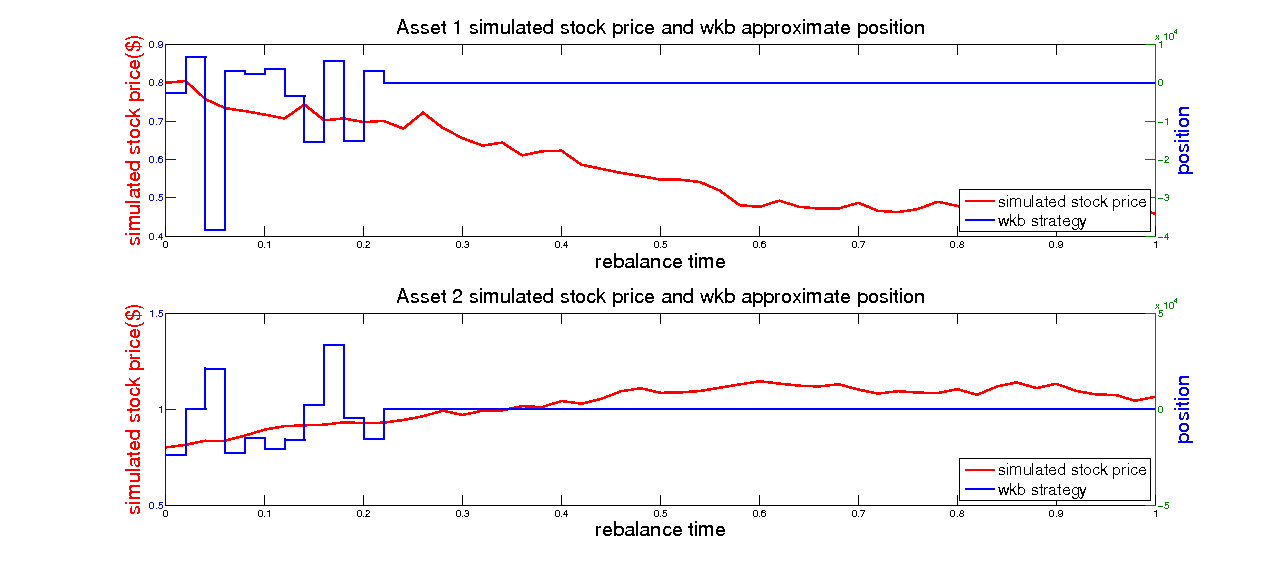 Asset 1 simulated stock price and wkb approximate position
x 10^4
simulated stock price($)
0.9
0.8
0.7
0.6
0.5
0.4
1
0
−1
−2
−3
−4
position
simulated stock price
wkb strategy
0 0.1 0.2 0.3 0.4 0.5 0.6 0.7 0.8 0.9 1
rebalance time
Asset 2 simulated stock price and wkb approximate position
x 10^4
simulated stock price($)
1.5
1
0.5
5
0
−5
position
simulated stock price
wkb strategy
0 0.1 0.2 0.3 0.4 0.5 0.6 0.7 0.8 0.9 1
rebalance time